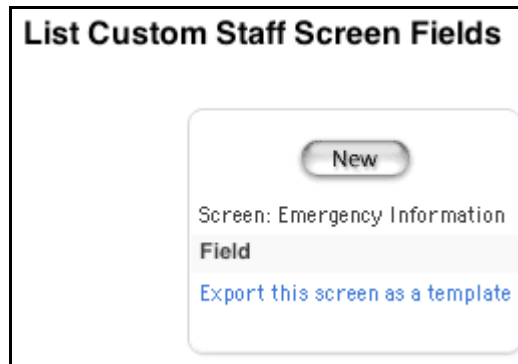 List Custom Staff Screen Fields
New
Screen: Emergency Information
Field
Export this screen as a template